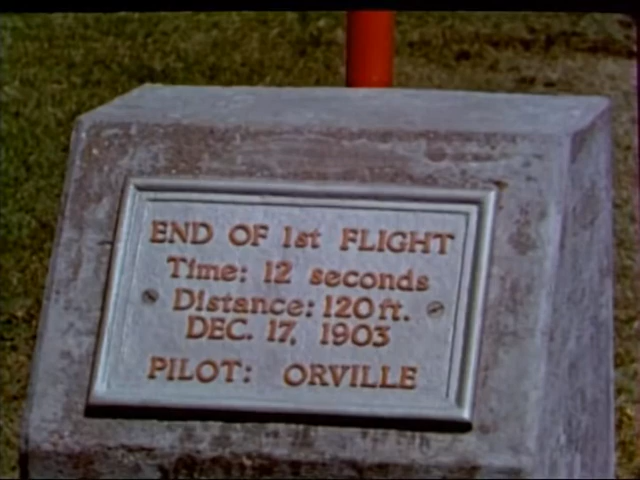 END OF 1st FLIGHT
Time: 12 seconds
Distance: 120 ft.
DEC. 17, 1903
PILOT: ORVILLE